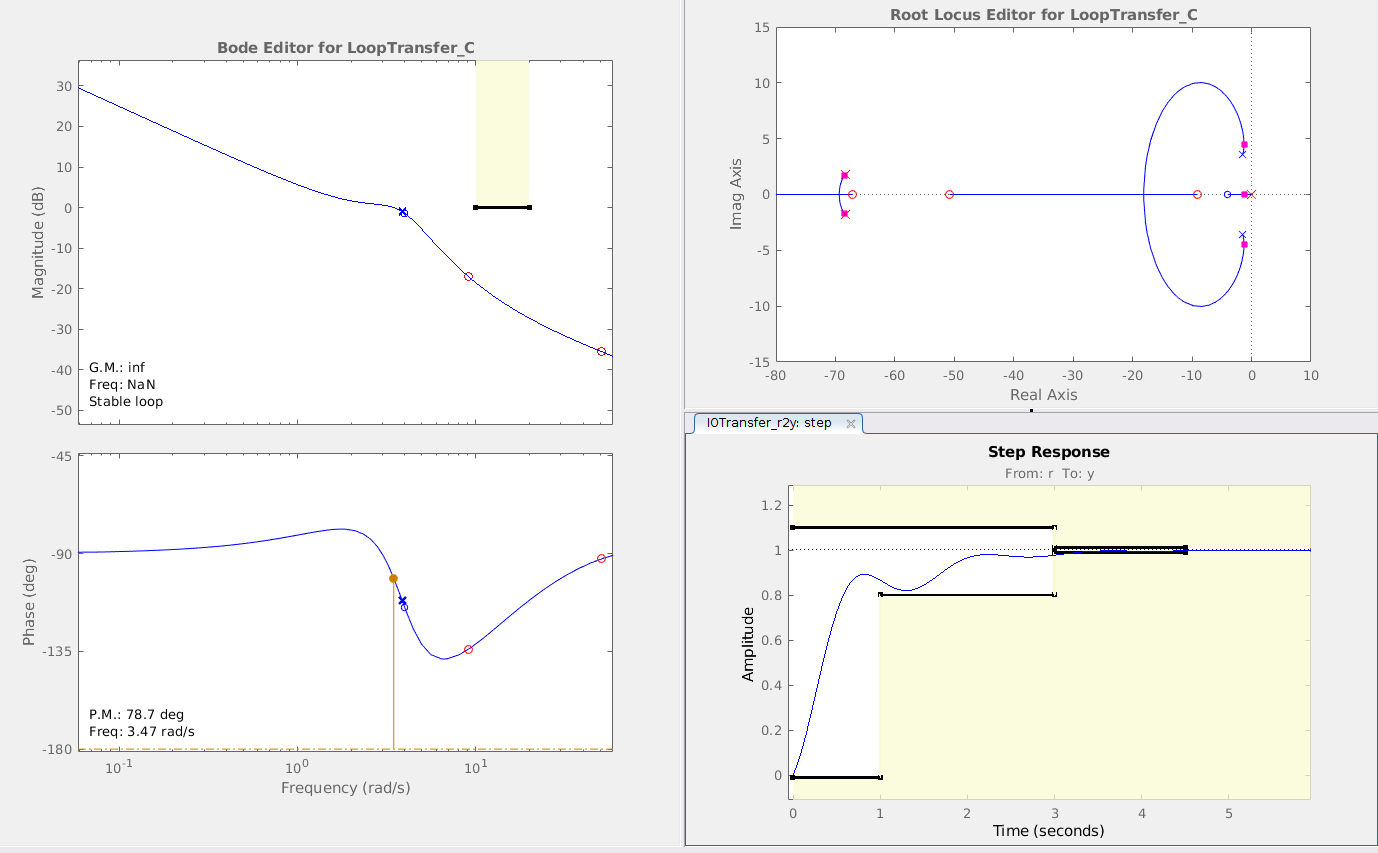 Bode Editor for LoopTransfer_C
30
20
10
0
-10
-20
-30
-40
-50
Magnitude (dB)
G.M.: inf
Freq: NaN
Stable loop
-45
-90
-135
-180
Phase (deg)
P.M.: 78.7 deg
Freq: 3.47 rad/s
10-1
100
101
Frequency (rad/s)
Root Locus Editor for LoopTransfer_C
15
10
5
0
-5
-10
-15
Imag Axis
-80 -70 -60 -50 -40 -30 -20 -10 0 10
Real Axis
IOTransfer_r2y: step
Step Response
From: r To: y
1.2
1
0.8
0.6
0.4
0.2
0
Amplitude
0 1 2 3 4 5
Time (seconds)